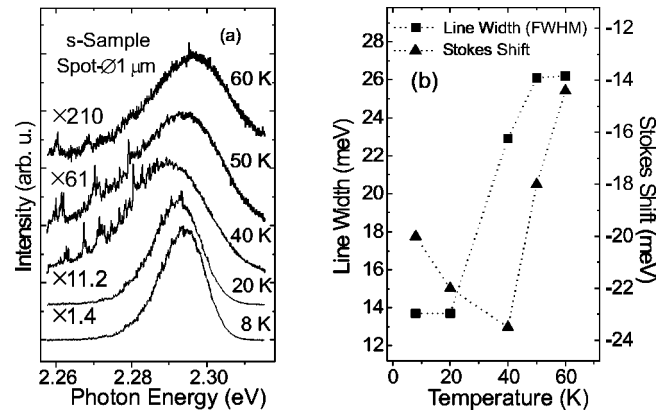 s-Sample
Spot-Ø1 μm
(a)
60 K
×210
50 K
×61
40 K
×11.2
20 K
×1.4
8 K
Intensity (arb. u.)
2.26 2.28 2.30
Photon Energy (eV)
Line Width (FWHM)
Stokes Shift
(b)
28
26
24
22
20
18
16
14
12
Line Width (meV)
-12
-14
-16
-18
-20
-22
-24
Stokes Shift (meV)
0 20 40 60
Temperature (K)